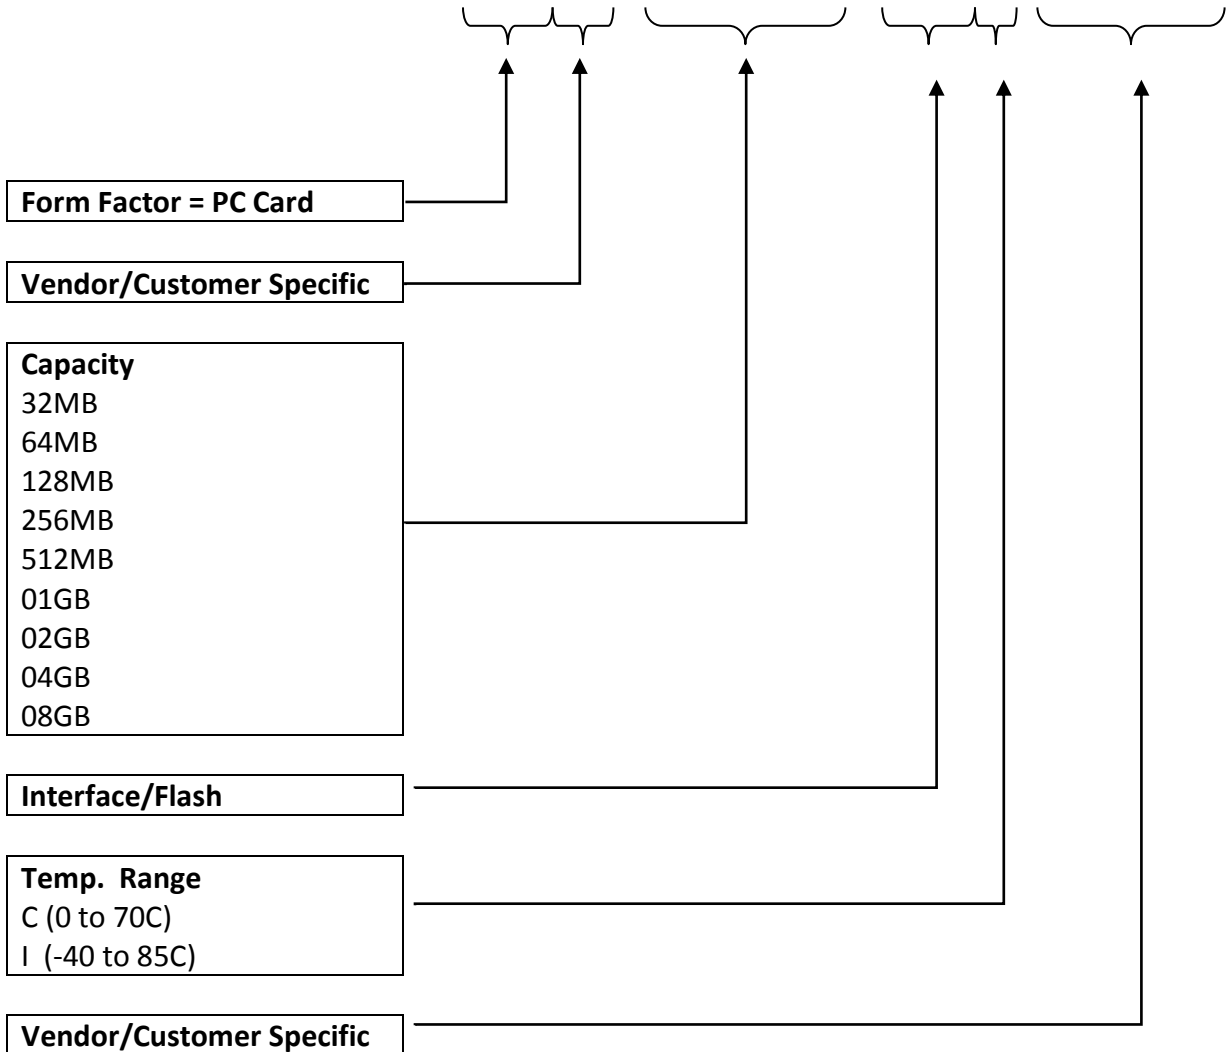 Form Factor = PC Card
Vendor/Customer Specific
Capacity
32MB
64MB
128MB
256MB
512MB
01GB
02GB
04GB
08GB
Interface/Flash
Temp. Range
C (0 to 70C)
I (-40 to 85C)
Vendor/Customer Specific